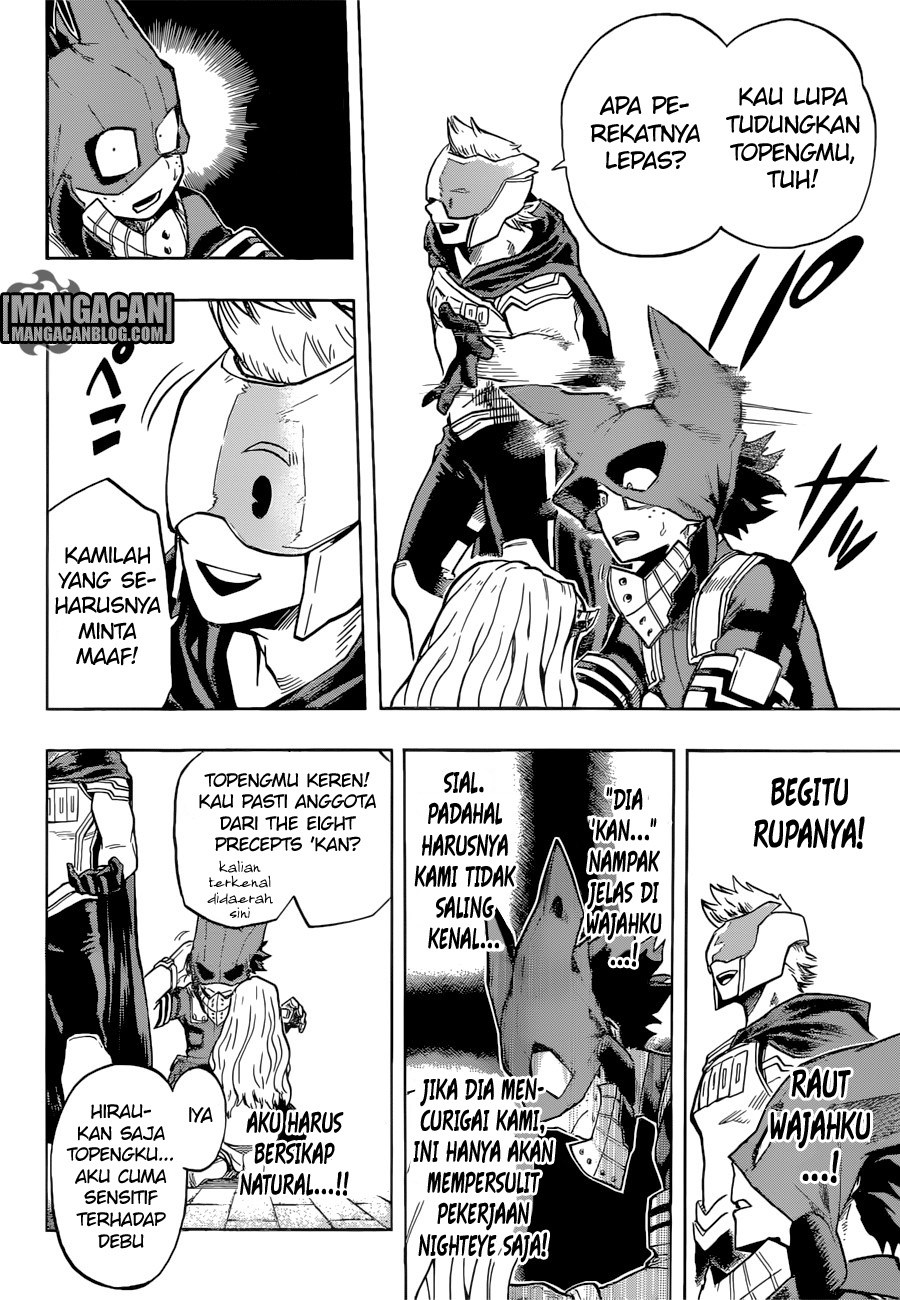 KAU LUPA
TUDUNGKAN
TOPENGMU,
TUH!
APA PE-
REKATNYA
LEPAS?
MANGACAN
MANGACANBLOG.COM
ペコ
KAMILAH
YANG SE-
HARUSNYA
MINTA
MAAF!
BEGITU
RUPANYA!
RAUT
WAJAHKU
...!
"DIA
'KAN..."
NAMPAK
JELAS DI
WAJAHKU
...!
SIAL.
PADAHAL
HARUSNYA
KAMI TIDAK
SALING
KENAL...
JIKA DIA MEN-
CURIGAI KAMI,
INI HANYA AKAN
MEMPERSULIT
PEKERJAAN
NIGHTEYE SAJA!
TOPENGMU KEREN!
KAU PASTI ANGGOTA
DARI THE EIGHT
PRECEPTS 'KAN?
kalian
terkenal
didaerah
sini
AKU HARUS
BERSIKAP
NATURAL...!!
IYA
HIRAU-
KAN SAJA
TOPENGKU...
AKU CUMA
SENSITIF
TERHADAP
DEBU